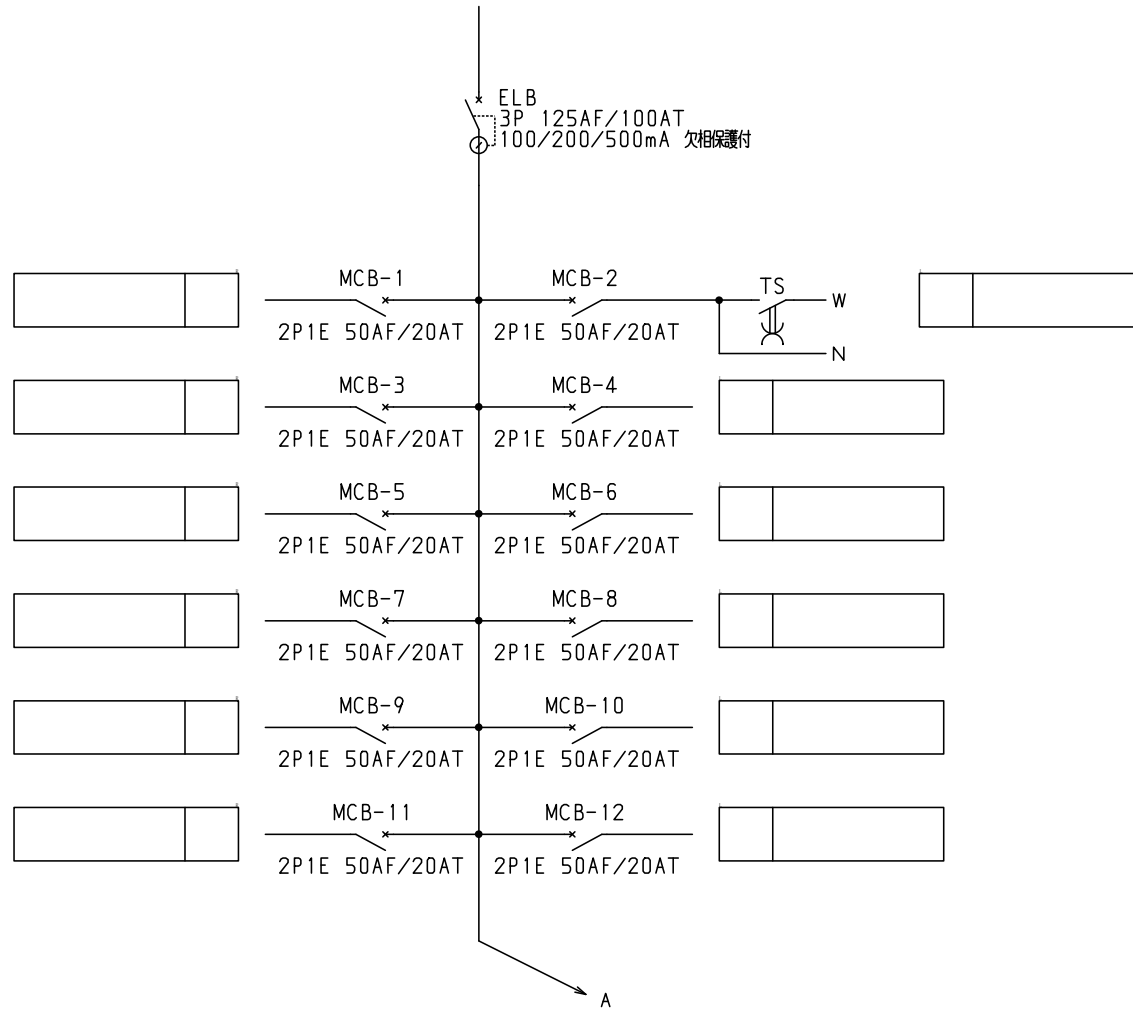 ELB
3P 125AF/100AT
100/200/500mA 欠相保護付
MCB-1
MCB-2
TS
W
2P1E 50AF/20AT
2P1E 50AF/20AT
N
MCB-3
MCB-4
2P1E 50AF/20AT
2P1E 50AF/20AT
MCB-5
MCB-6
2P1E 50AF/20AT
2P1E 50AF/20AT
MCB-7
MCB-8
2P1E 50AF/20AT
2P1E 50AF/20AT
MCB-9
MCB-10
2P1E 50AF/20AT
2P1E 50AF/20AT
MCB-11
MCB-12
2P1E 50AF/20AT
2P1E 50AF/20AT
A